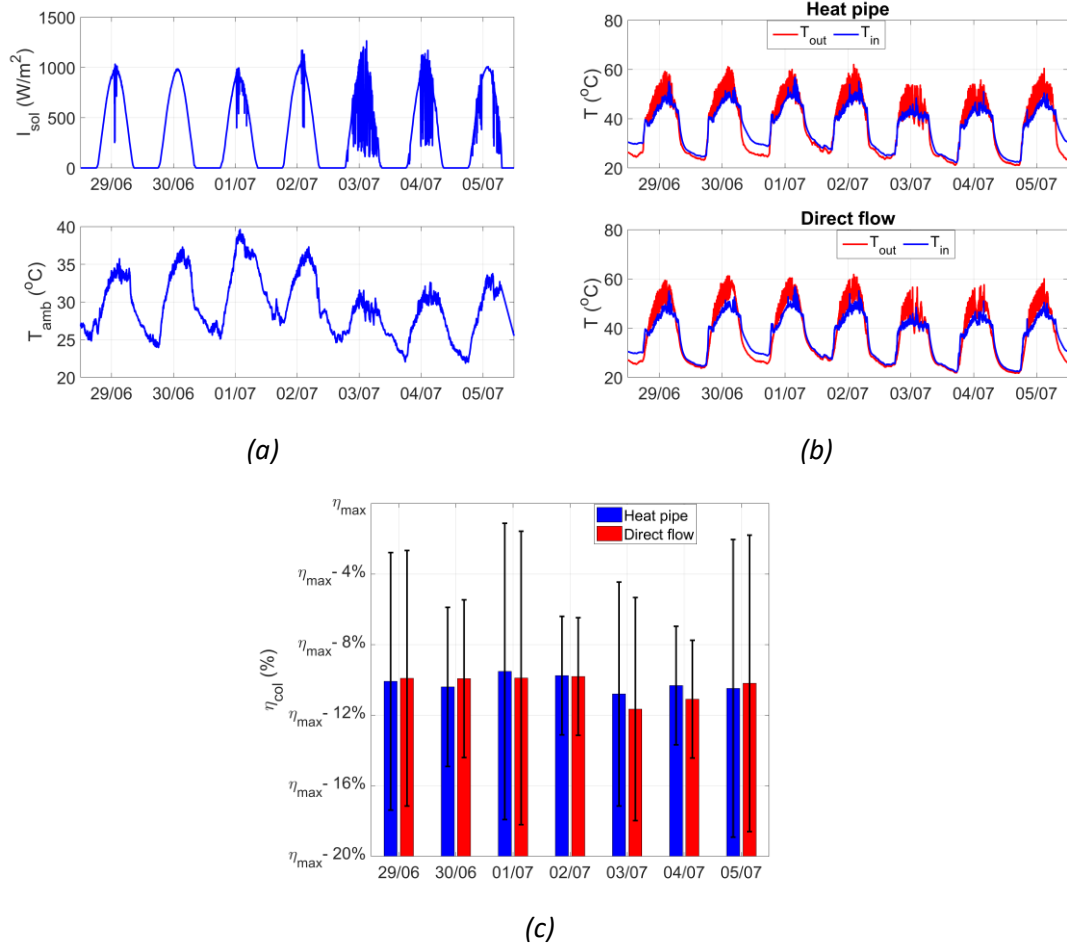 1500
1000
500
0
I_sol (W/m²)
29/06 30/06 01/07 02/07 03/07 04/07 05/07
40
35
30
25
20
T_amb (°C)
29/06 30/06 01/07 02/07 03/07 04/07 05/07
(a)
Heat pipe
T_out T_in
80
60
40
20
T (°C)
29/06 30/06 01/07 02/07 03/07 04/07 05/07
Direct flow
T_out T_in
80
60
40
20
T (°C)
29/06 30/06 01/07 02/07 03/07 04/07 05/07
(b)
Heat pipe
Direct flow
η_max
η_max- 4%
η_max- 8%
η_max- 12%
η_max- 16%
η_max- 20%
η_col (%)
29/06 30/06 01/07 02/07 03/07 04/07 05/07
(c)